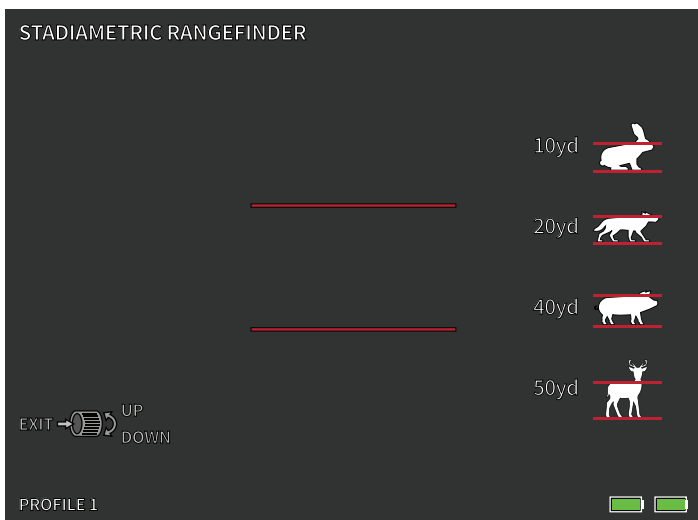 STADIAMETRIC RANGEFINDER
10yd
20yd
40yd
50yd
UP
EXIT
DOWN
PROFILE 1